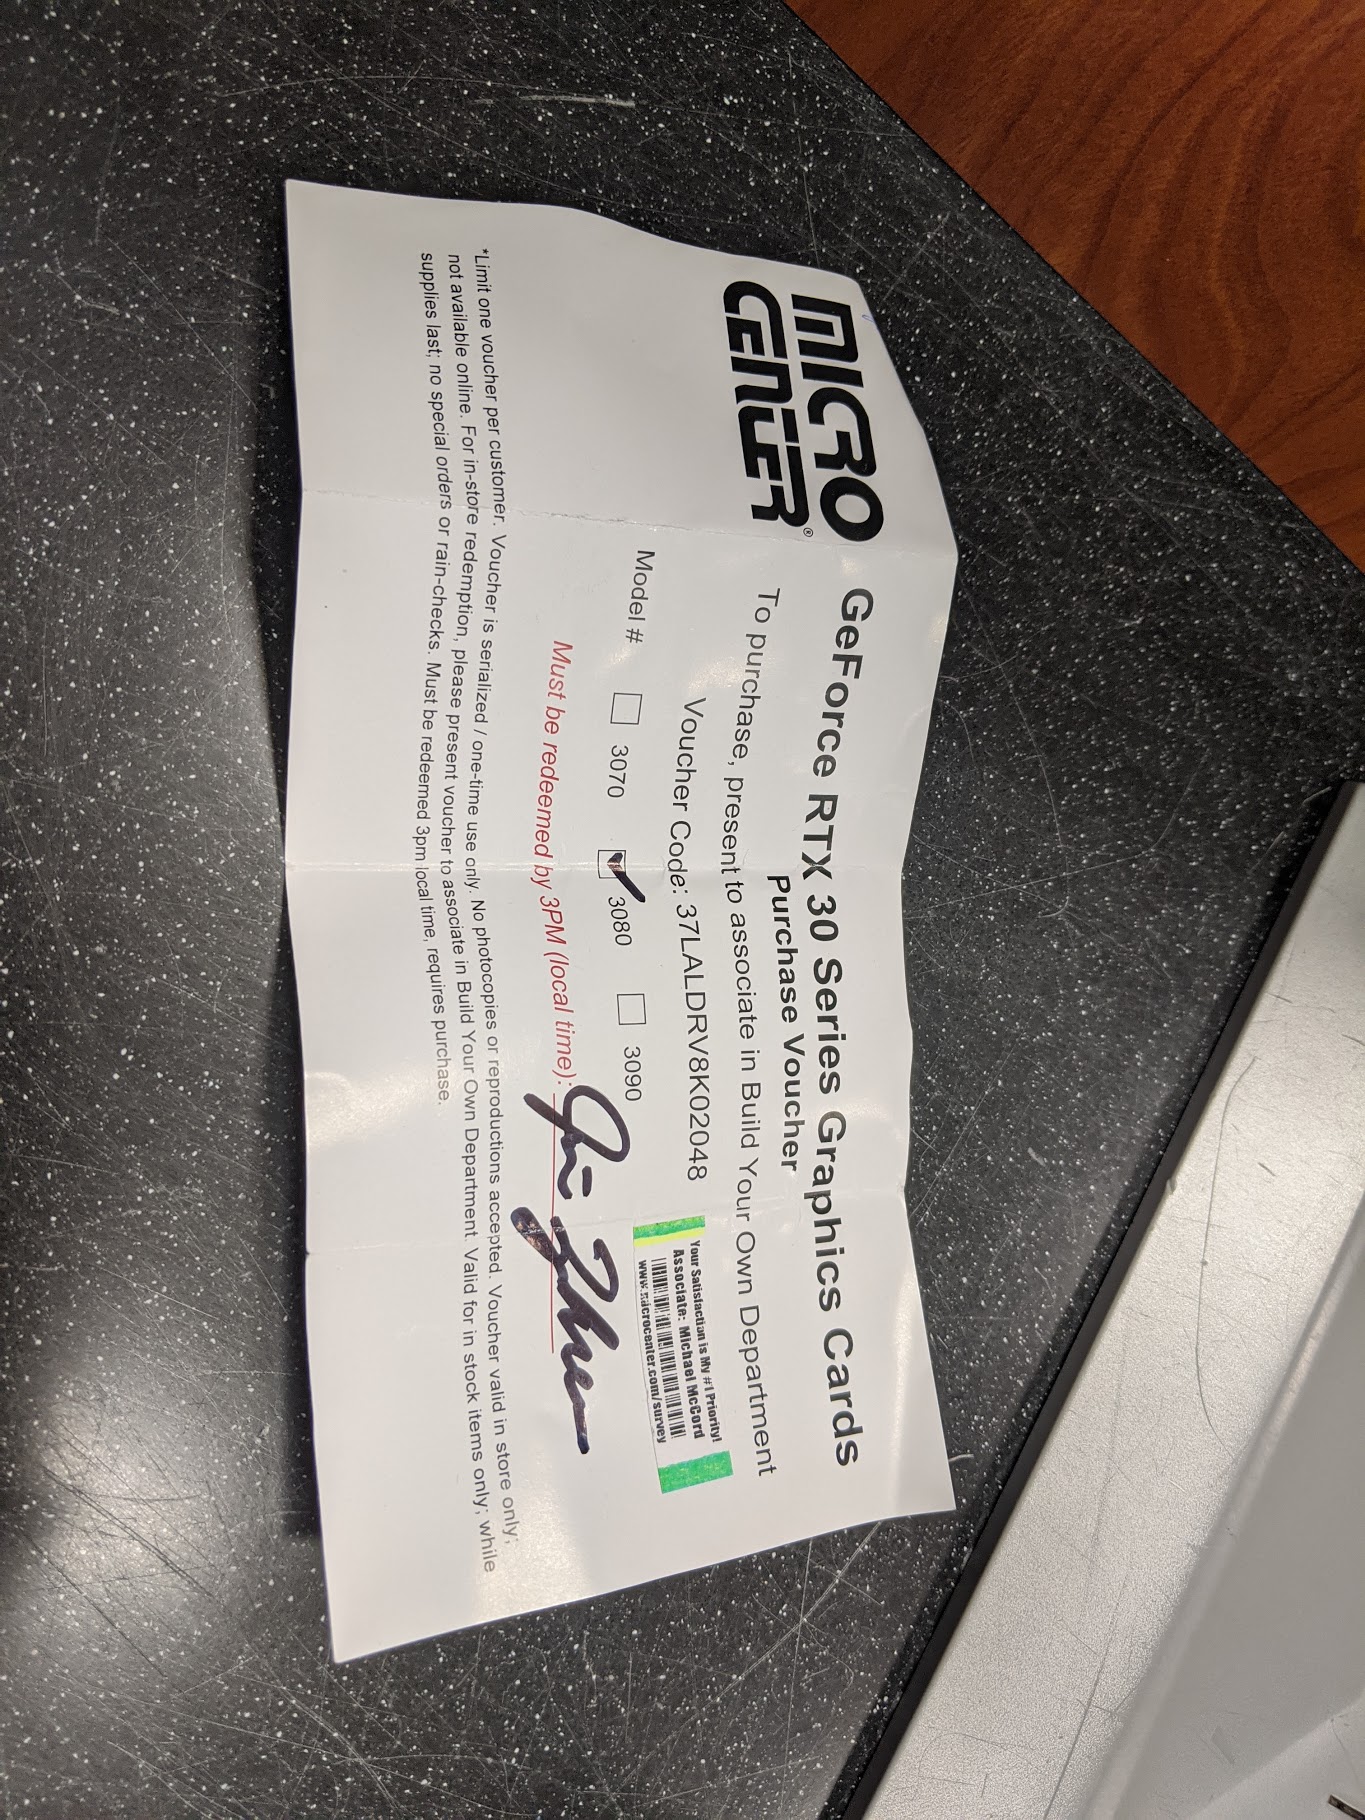 MICRO
CENTER®
GeForce RTX 30 Series Graphics Cards
Purchase Voucher
To purchase, present to associate in Build Your Own Department
Voucher Code: 37LALDRV8K02048
Your Satisfaction is My #1 Priority!
Associate: Michael McCord
www.microcenter.com/survey
Model # 3070 3080 3090
Must be redeemed by 3PM (local time):
*Limit one voucher per customer. Voucher is serialized / one-time use only. No photocopies or reproductions accepted. Voucher valid in store only;
not available online. For in-store redemption, please present voucher to associate in Build Your Own Department. Valid for in stock items only; while
supplies last; no special orders or rain-checks. Must be redeemed 3pm local time, requires purchase.